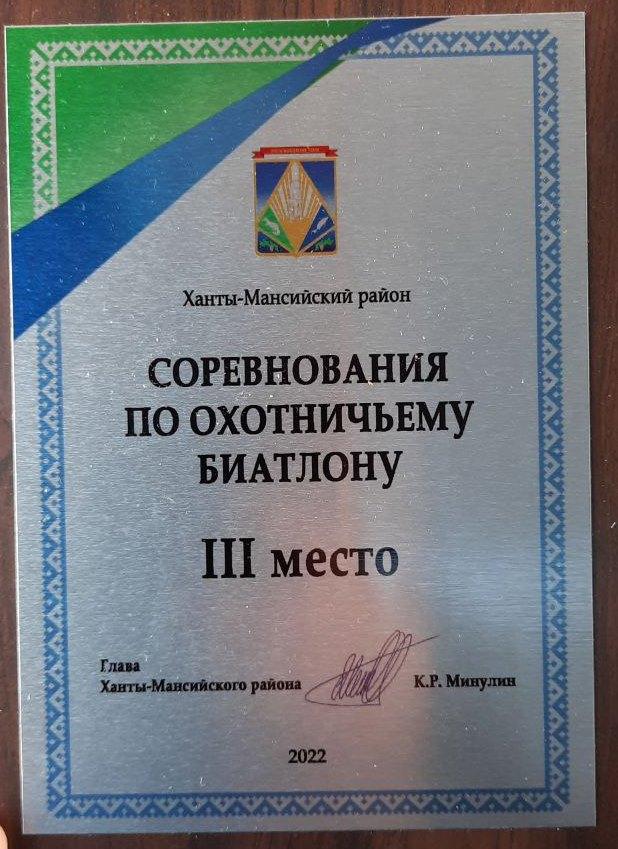 Ханты-Мансийский район
СОРЕВНОВАНИЯ
ПО ОХОТНИЧЬЕМУ
БИАТЛОНУ
III место
Глава
Ханты-Мансийского района
К.Р. Минулин
2022